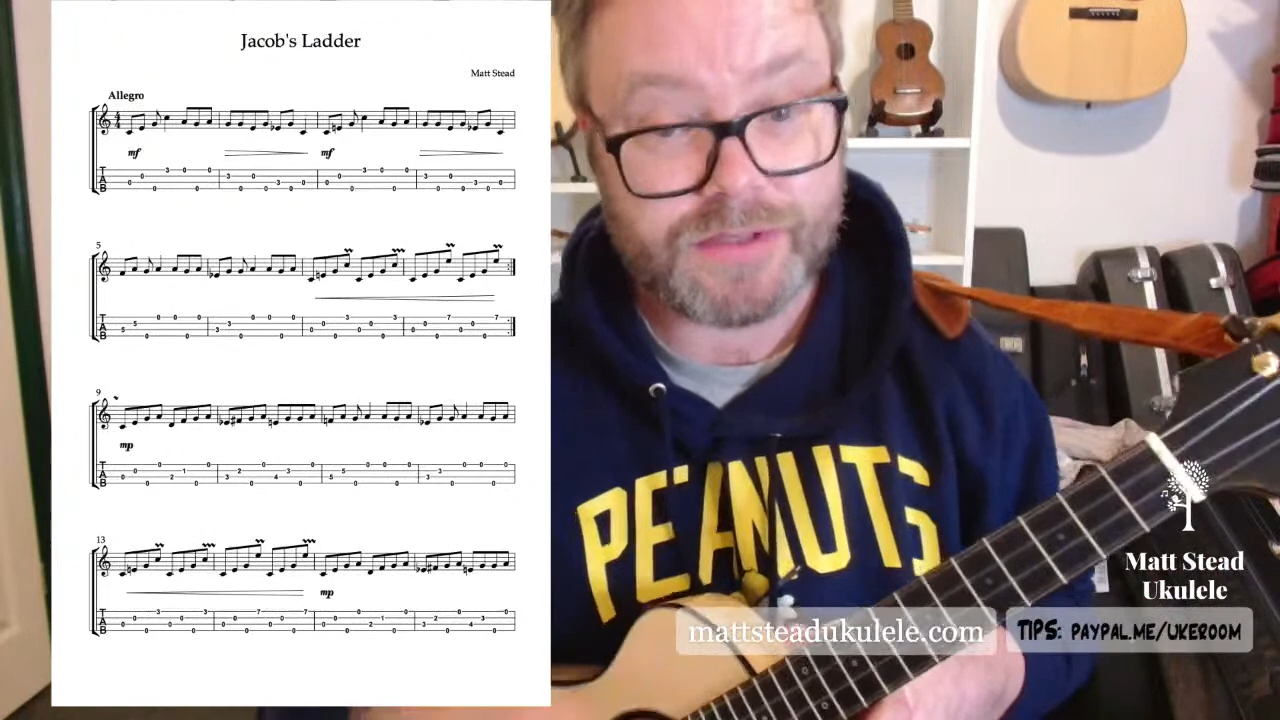 Jacob's Ladder
Matt Stead
Allegro
mf
mf
5
9
mp
13
mp
PEANUTS
Matt Stead
Ukulele
mattsteadukulele.com
TIPS: PAYPAL.ME/UKEROOM